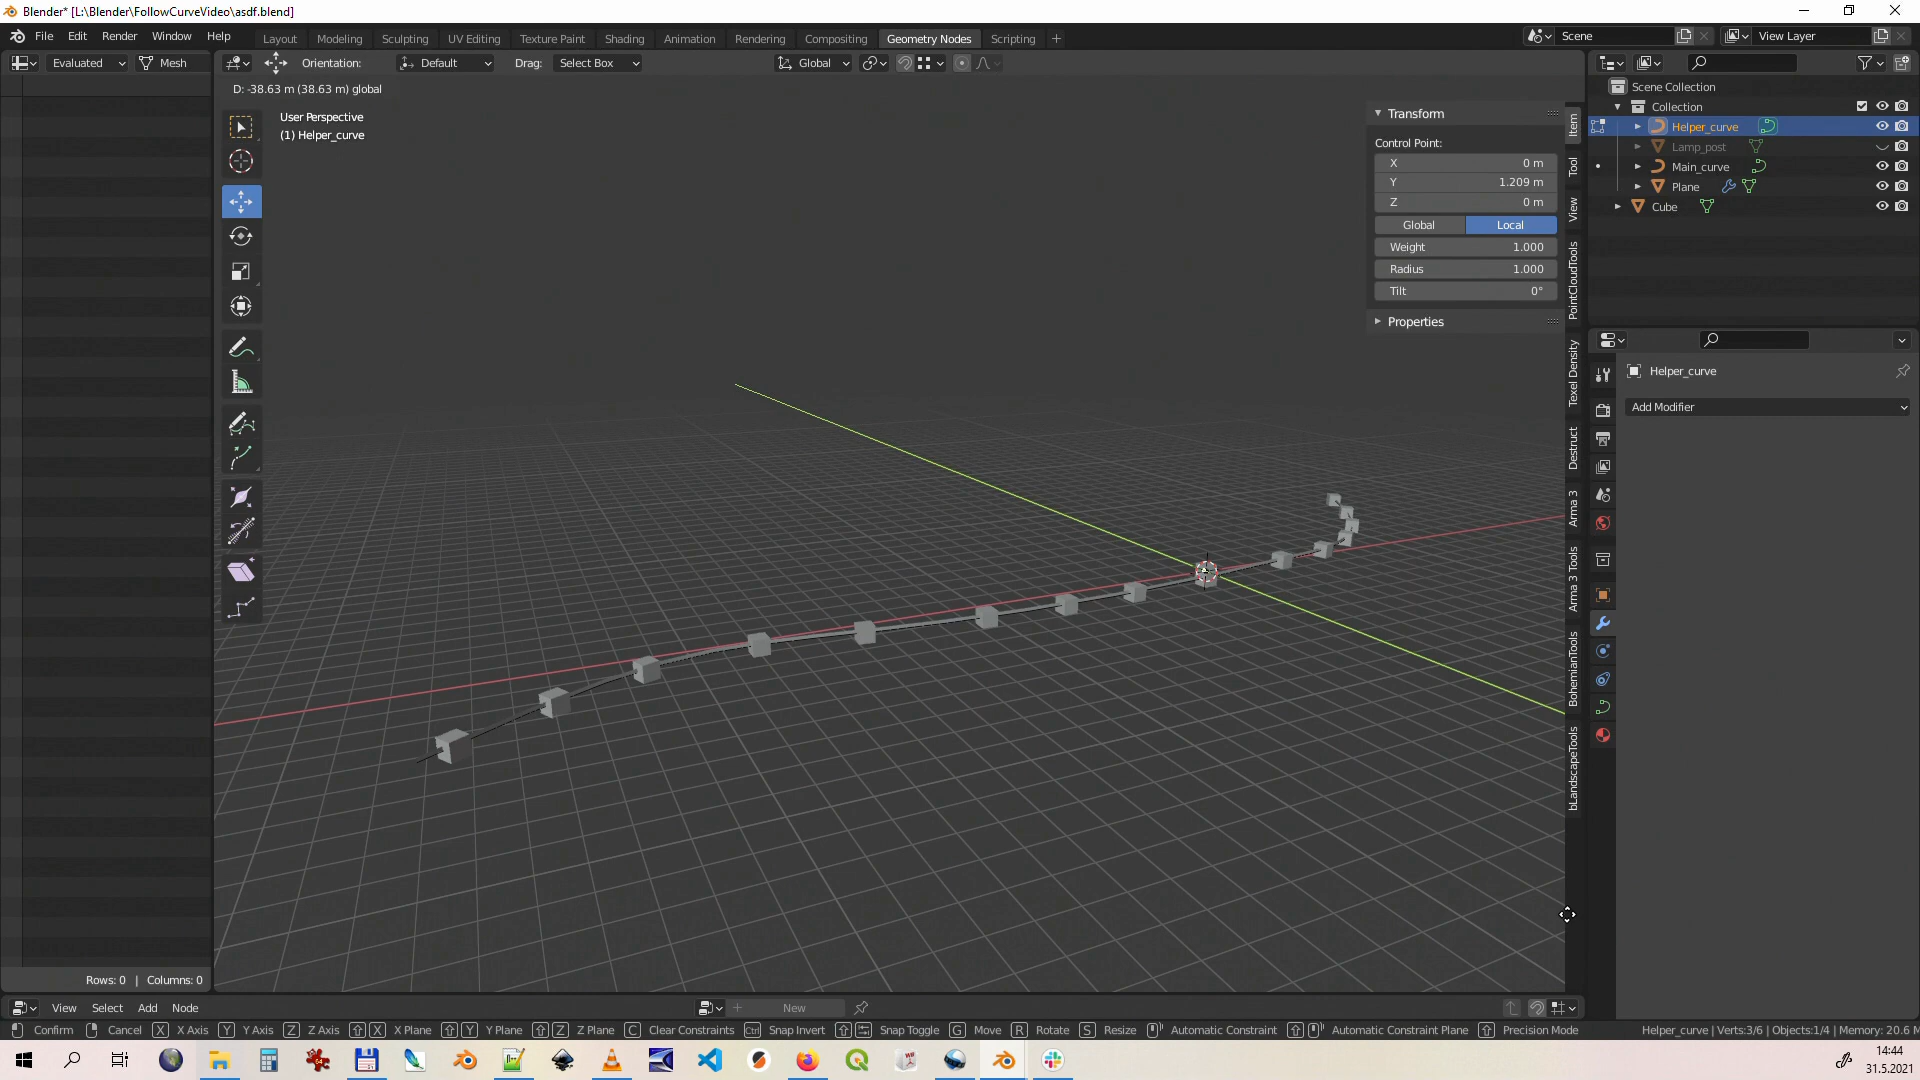 Blender* [L:\Blender\FollowCurveVideo\asdf.blend]
File Edit Render Window Help
Layout Modeling Sculpting UV Editing Texture Paint Shading Animation Rendering Compositing Geometry Nodes Scripting +
Scene
View Layer
Evaluated Mesh
Orientation: Default Drag: Select Box
Global
D: -38.63 m (38.63 m) global
User Perspective
(1) Helper_curve
Transform
Control Point:
X 0 m
Y 1.209 m
Z 0 m
Global Local
Weight 1.000
Radius 1.000
Tilt 0°
Properties
Item
Tool
View
PointCloudTools
Texel Density
Destruct
Arma 3
Arma 3 Tools
BohemianTools
bLandscapeTools
Scene Collection
Collection
Helper_curve
Lamp_post
Main_curve
Plane
Cube
Helper_curve
Add Modifier
Rows: 0 | Columns: 0
View Select Add Node
New
Confirm Cancel X X Axis Y Y Axis Z Z Axis X X Plane Y Y Plane Z Z Plane C Clear Constraints Ctrl Snap Invert Snap Toggle G Move R Rotate S Resize Automatic Constraint Automatic Constraint Plane Precision Mode
Helper_curve | Verts:3/6 | Objects:1/4 | Memory: 20.6 M
14:44
31.5.2021